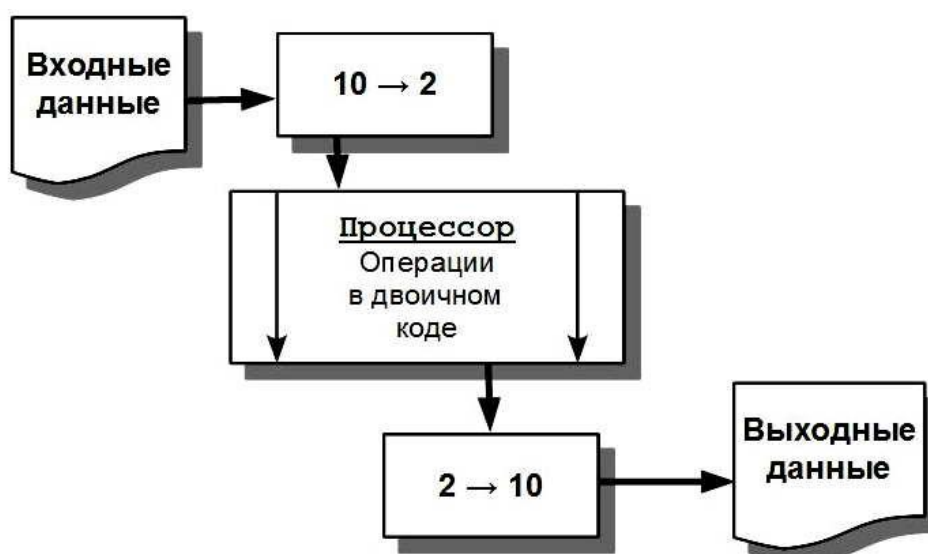 Входные
данные
10 → 2
Процессор
Операции
в двоичном
коде
2 → 10
Выходные
данные